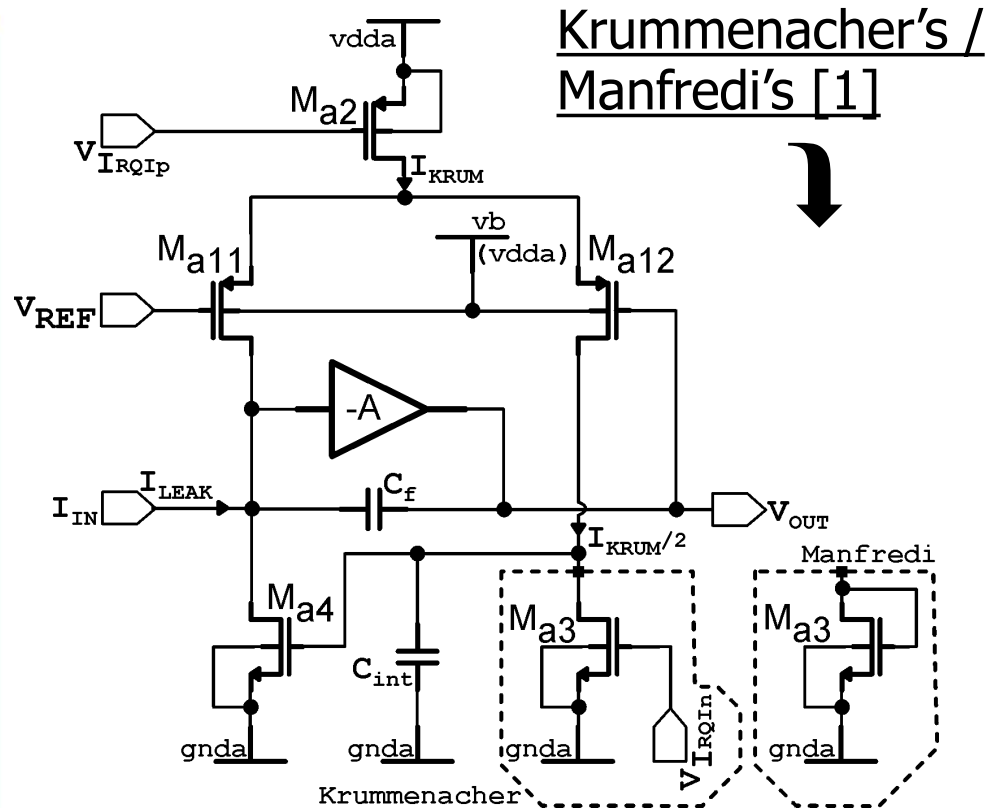 Krummenacher's /
Manfredi's [1]
vdda
Ma2
VIRQIp
IKRUM
vb
(vdda)
Ma11
Ma12
VREF
-A
ILEAK
Cf
IIN
VOUT
IKRUM/2
Manfredi
Ma4
Ma3
Ma3
Cint
VIRQIn
gnda
gnda
gnda
gnda
Krummenacher